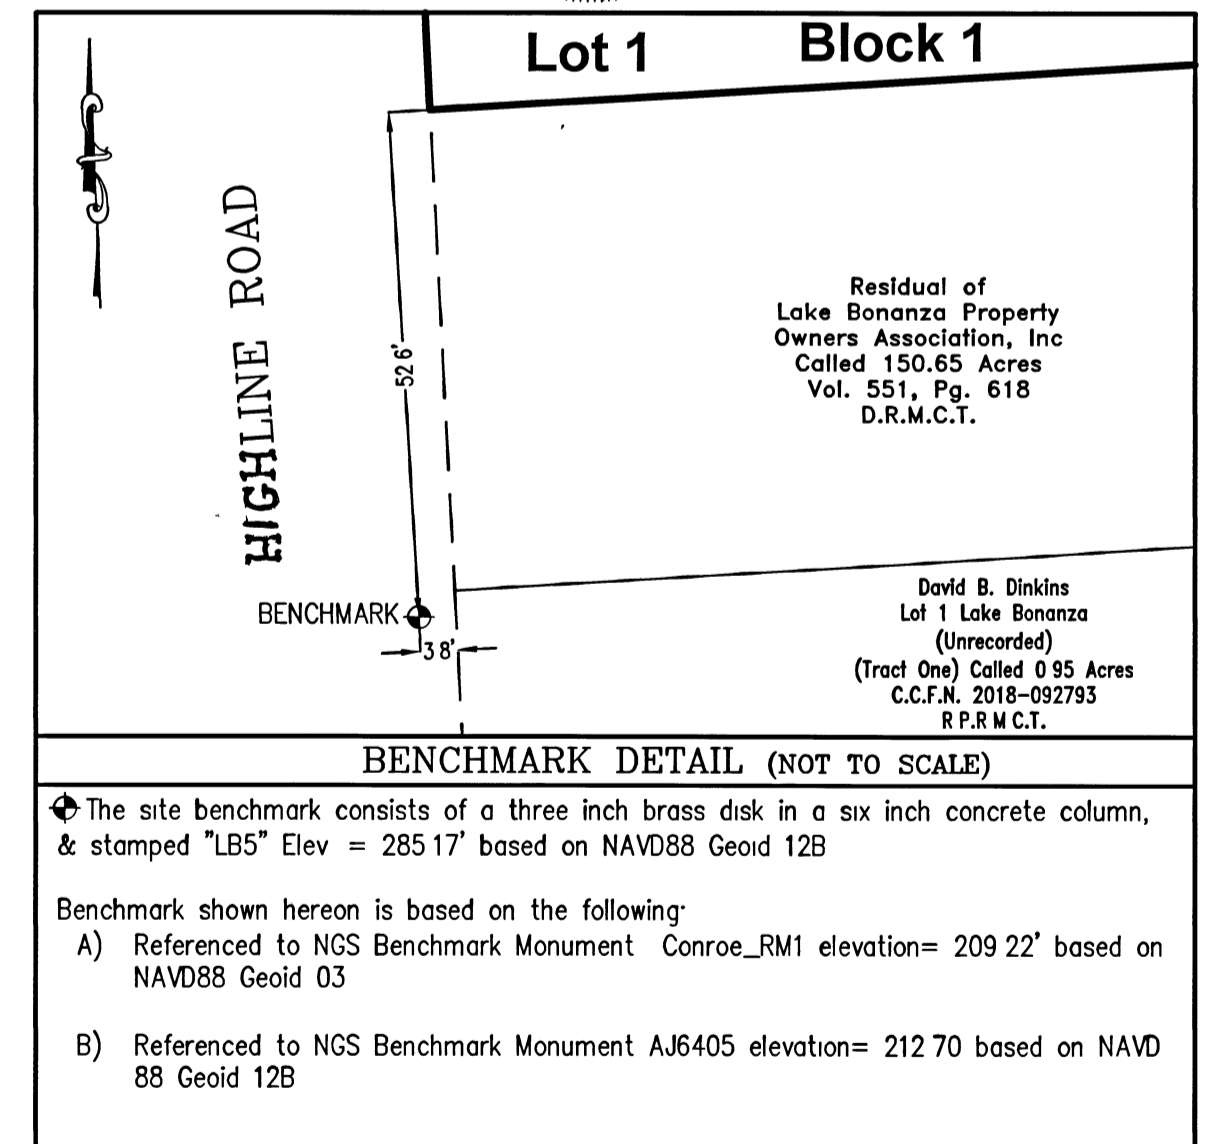 Lot 1 Block 1
HIGHLINE ROAD
52 6'
Residual of
Lake Bonanza Property
Owners Association, Inc
Called 150.65 Acres
Vol. 551, Pg. 618
D.R.M.C.T.
BENCHMARK
38'
David B. Dinkins
Lot 1 Lake Bonanza
(Unrecorded)
(Tract One) Called 0 95 Acres
C.C.F.N. 2018-092793
R P.R M C.T.
BENCHMARK DETAIL (NOT TO SCALE)
The site benchmark consists of a three inch brass disk in a six inch concrete column,
& stamped "LB5" Elev = 285 17' based on NAVD88 Geoid 12B
Benchmark shown hereon is based on the following·
A) Referenced to NGS Benchmark Monument Conroe_RM1 elevation= 209 22' based on
NAVD88 Geoid 03
B) Referenced to NGS Benchmark Monument AJ6405 elevation= 212 70 based on NAVD
88 Geoid 12B